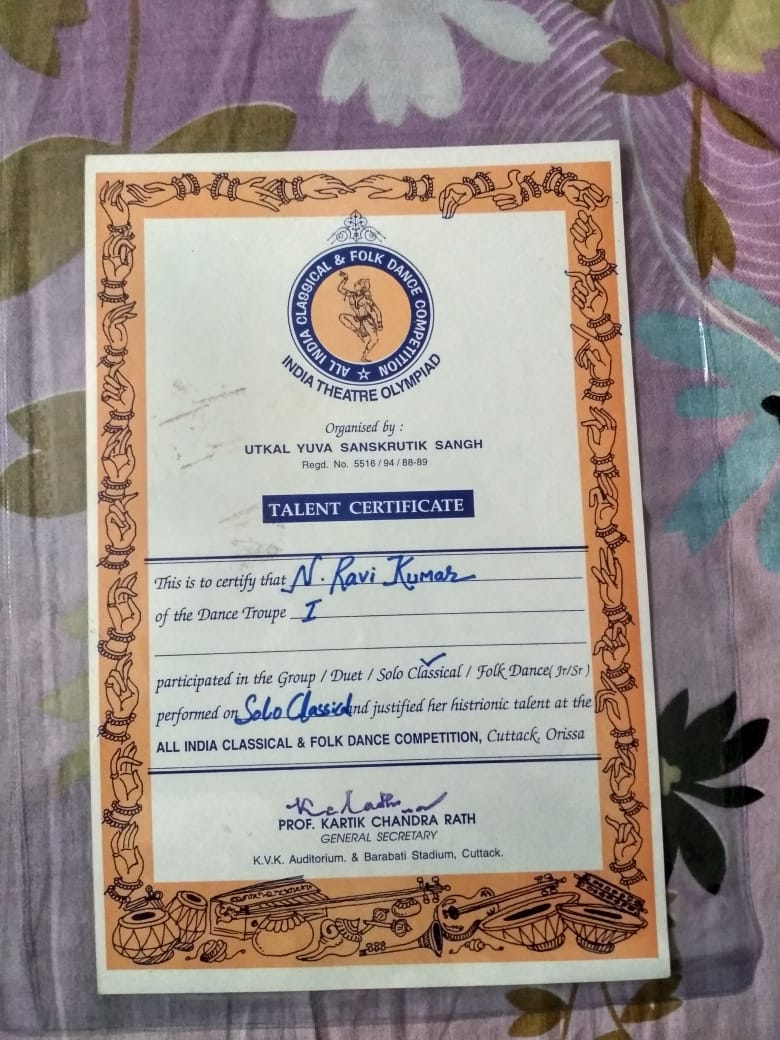 ALL INDIA CLASSICAL & FOLK DANCE COMPETITION
INDIA THEATRE OLYMPIAD
Organised by :
UTKAL YUVA SANSKRUTIK SANGH
Regd. No. 5516 / 94 / 88-89
TALENT CERTIFICATE
This is to certify that N. Ravi Kumar
of the Dance Troupe I
participated in the Group / Duet / Solo Classical / Folk Dance( Jr/Sr )
performed on Solo Classical and justified her histrionic talent at the
ALL INDIA CLASSICAL & FOLK DANCE COMPETITION, Cuttack, Orissa
PROF. KARTIK CHANDRA RATH
GENERAL SECRETARY
K.V.K. Auditorium. & Barabati Stadium, Cuttack.